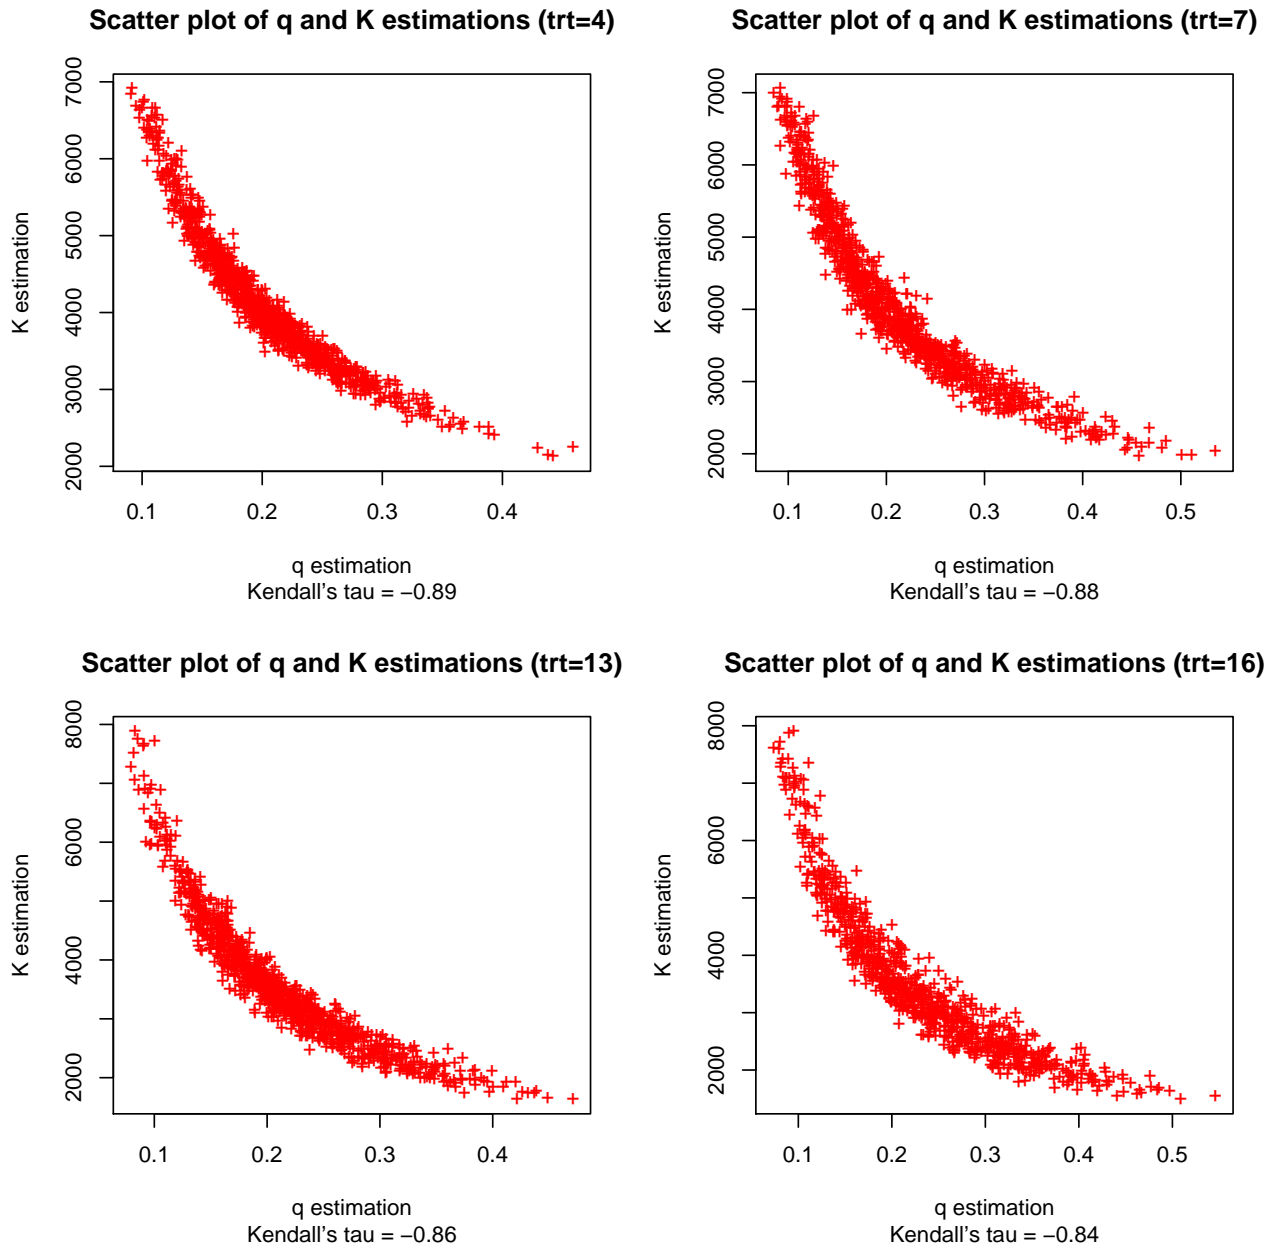 Scatter plot of q and K estimations (trt=4)
K estimation
7000
6000
5000
4000
3000
2000
0.1 0.2 0.3 0.4
q estimation
Kendall's tau = −0.89
Scatter plot of q and K estimations (trt=7)
K estimation
7000
6000
5000
4000
3000
2000
0.1 0.2 0.3 0.4 0.5
q estimation
Kendall's tau = −0.88
Scatter plot of q and K estimations (trt=13)
K estimation
8000
6000
4000
2000
0.1 0.2 0.3 0.4
q estimation
Kendall's tau = −0.86
Scatter plot of q and K estimations (trt=16)
K estimation
8000
6000
4000
2000
0.1 0.2 0.3 0.4 0.5
q estimation
Kendall's tau = −0.84